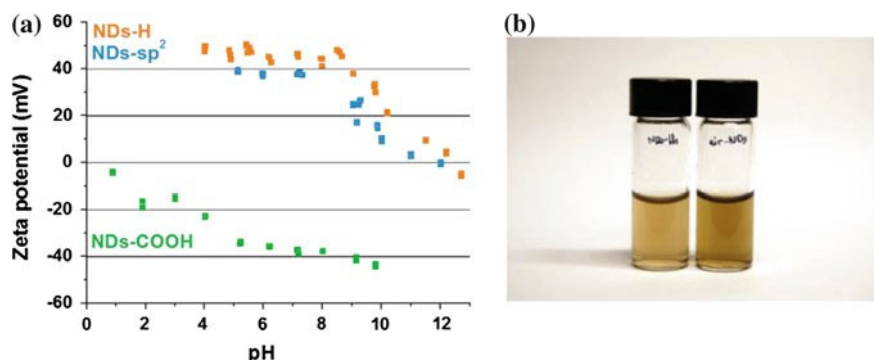 (a)
60
40
20
0
-20
-40
-60
Zeta potential (mV)
NDs-H
NDs-sp²
NDs-COOH
0 2 4 6 8 10 12
pH
(b)